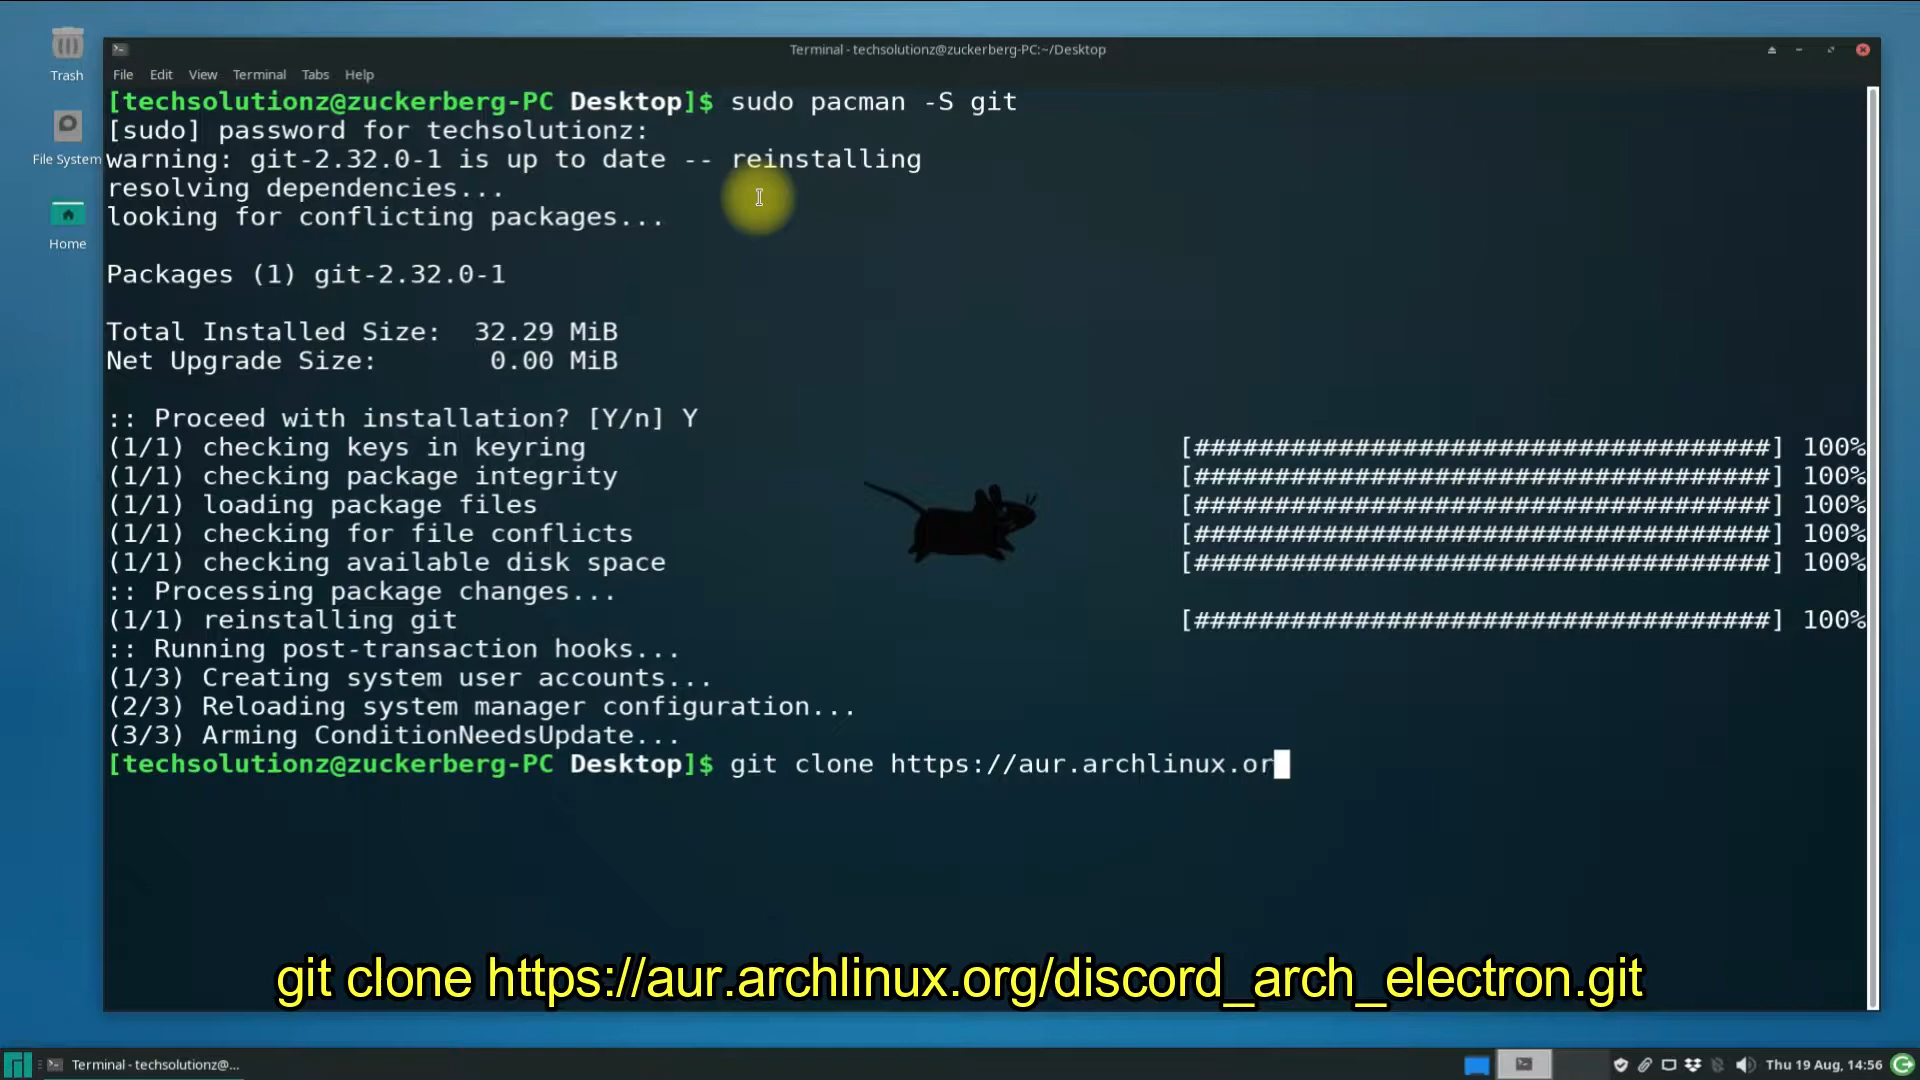 Trash
File System
Home
Terminal - techsolutionz@zuckerberg-PC:~/Desktop
File Edit View Terminal Tabs Help
[techsolutionz@zuckerberg-PC Desktop]$ sudo pacman -S git
[sudo] password for techsolutionz:
warning: git-2.32.0-1 is up to date -- reinstalling
resolving dependencies...
looking for conflicting packages...
Packages (1) git-2.32.0-1
Total Installed Size:  32.29 MiB
Net Upgrade Size:       0.00 MiB
:: Proceed with installation? [Y/n] Y
(1/1) checking keys in keyring [####################################] 100%
(1/1) checking package integrity [####################################] 100%
(1/1) loading package files [####################################] 100%
(1/1) checking for file conflicts [####################################] 100%
(1/1) checking available disk space [####################################] 100%
:: Processing package changes...
(1/1) reinstalling git [####################################] 100%
:: Running post-transaction hooks...
(1/3) Creating system user accounts...
(2/3) Reloading system manager configuration...
(3/3) Arming ConditionNeedsUpdate...
[techsolutionz@zuckerberg-PC Desktop]$ git clone https://aur.archlinux.or
git clone https://aur.archlinux.org/discord_arch_electron.git
Terminal - techsolutionz@...
Thu 19 Aug, 14:56